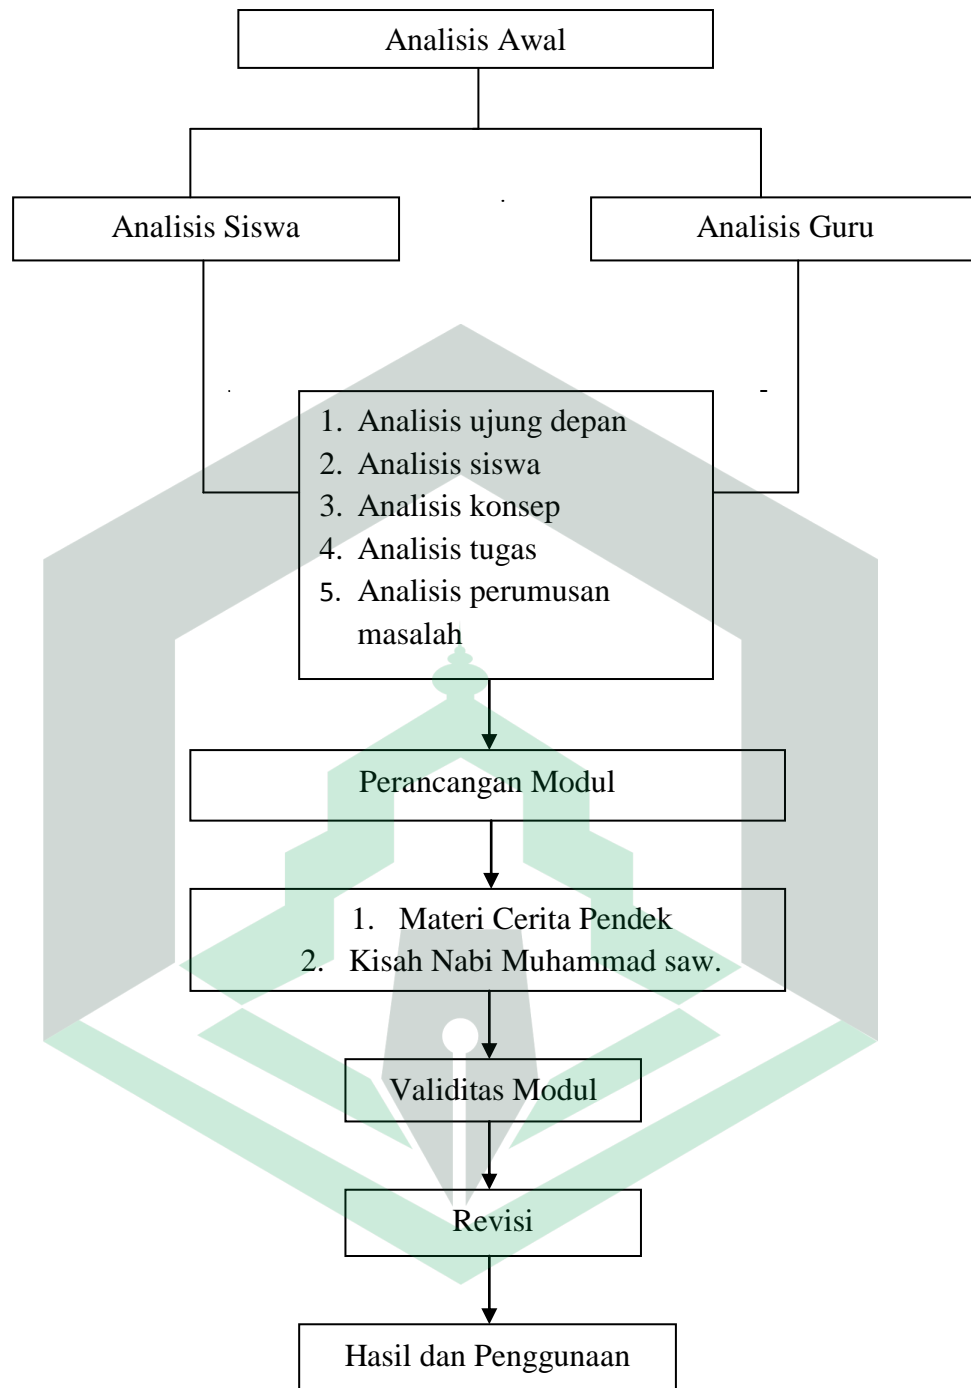 Analisis Awal
Analisis Siswa
Analisis Guru
1. Analisis ujung depan
2. Analisis siswa
3. Analisis konsep
4. Analisis tugas
5. Analisis perumusan
masalah
Perancangan Modul
1. Materi Cerita Pendek
2. Kisah Nabi Muhammad saw.
Validitas Modul
Revisi
Hasil dan Penggunaan